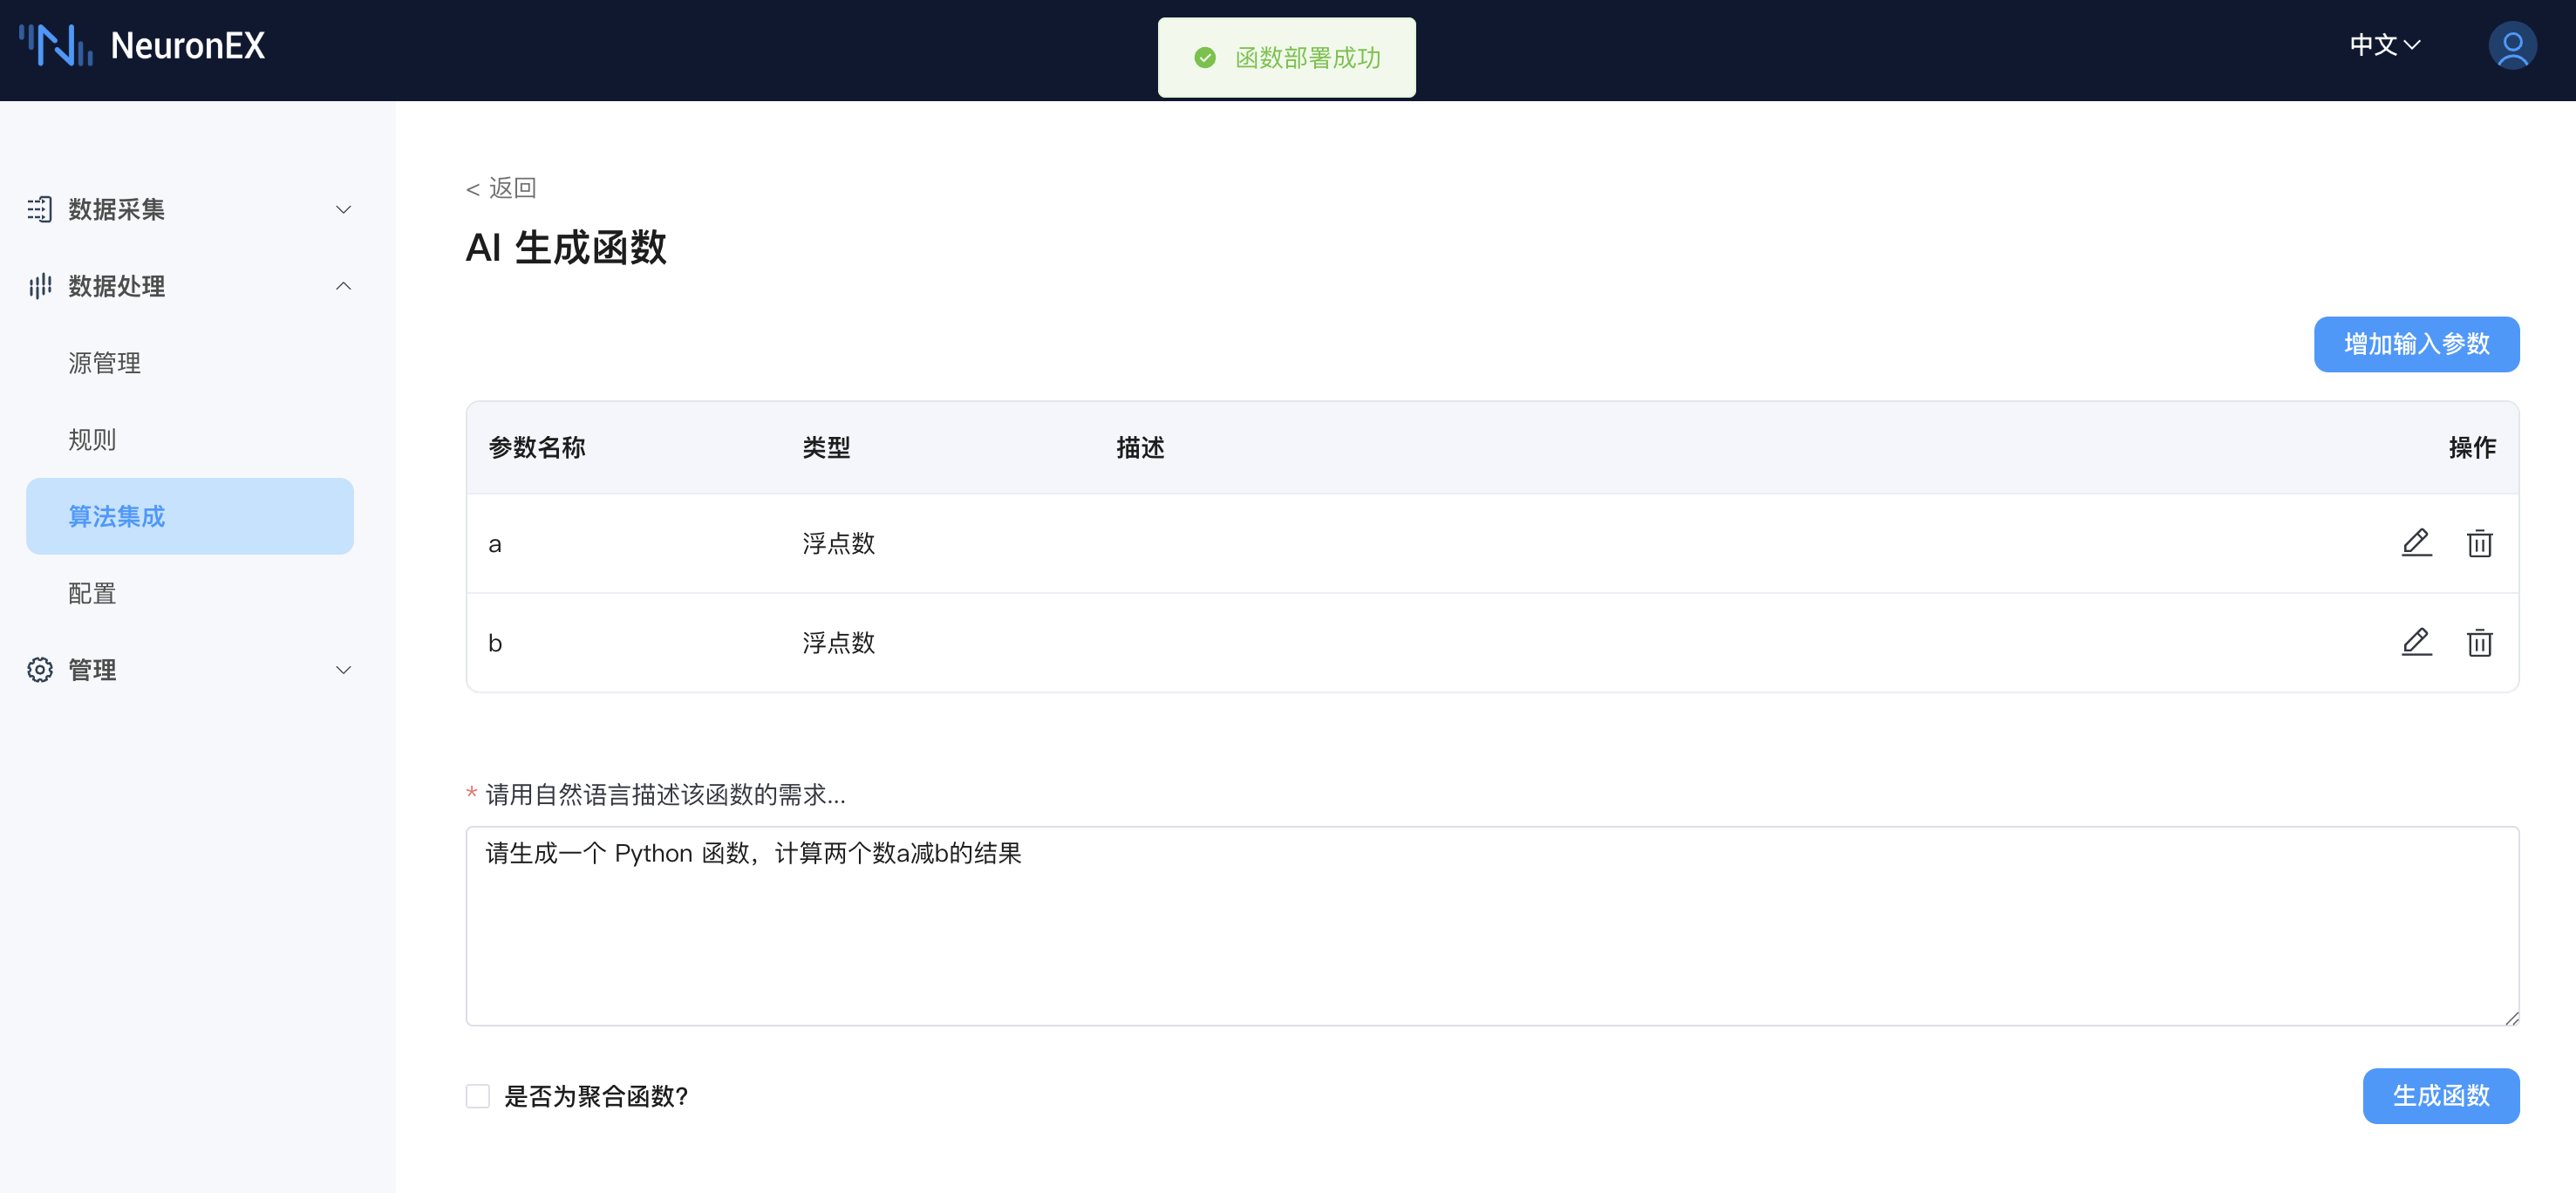 NeuronEX
函数部署成功
中文
数据采集
数据处理
源管理
规则
算法集成
配置
管理
< 返回
AI 生成函数
增加输入参数
参数名称 类型 描述 操作
a 浮点数
b 浮点数
* 请用自然语言描述该函数的需求...
请生成一个 Python 函数，计算两个数a减b的结果
是否为聚合函数?
生成函数